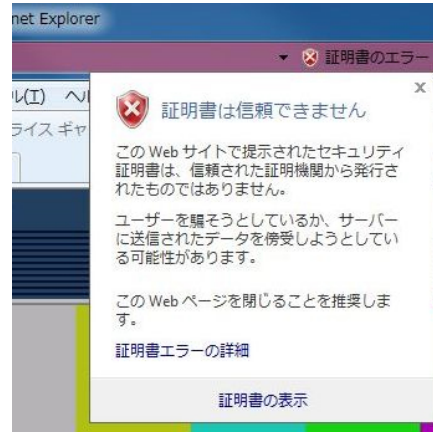 net Explorer
証明書のエラー
ル(I) ヘル
ライス ギャ
証明書は信頼できません
x
この Web サイトで提示されたセキュリティ
証明書は、信頼された証明機関から発行さ
れたものではありません。
ユーザーを騙そうとしているか、サーバー
に送信されたデータを傍受しようとしてい
る可能性があります。
この Web ページを閉じることを推奨しま
す。
証明書エラーの詳細
証明書の表示